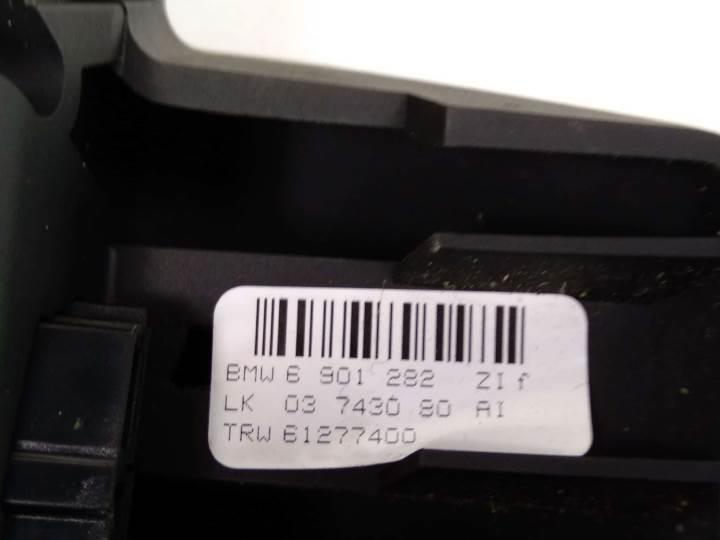 BMW 6 901 282 ZI f
LK 03 7430 80 AI
TRW 61277400